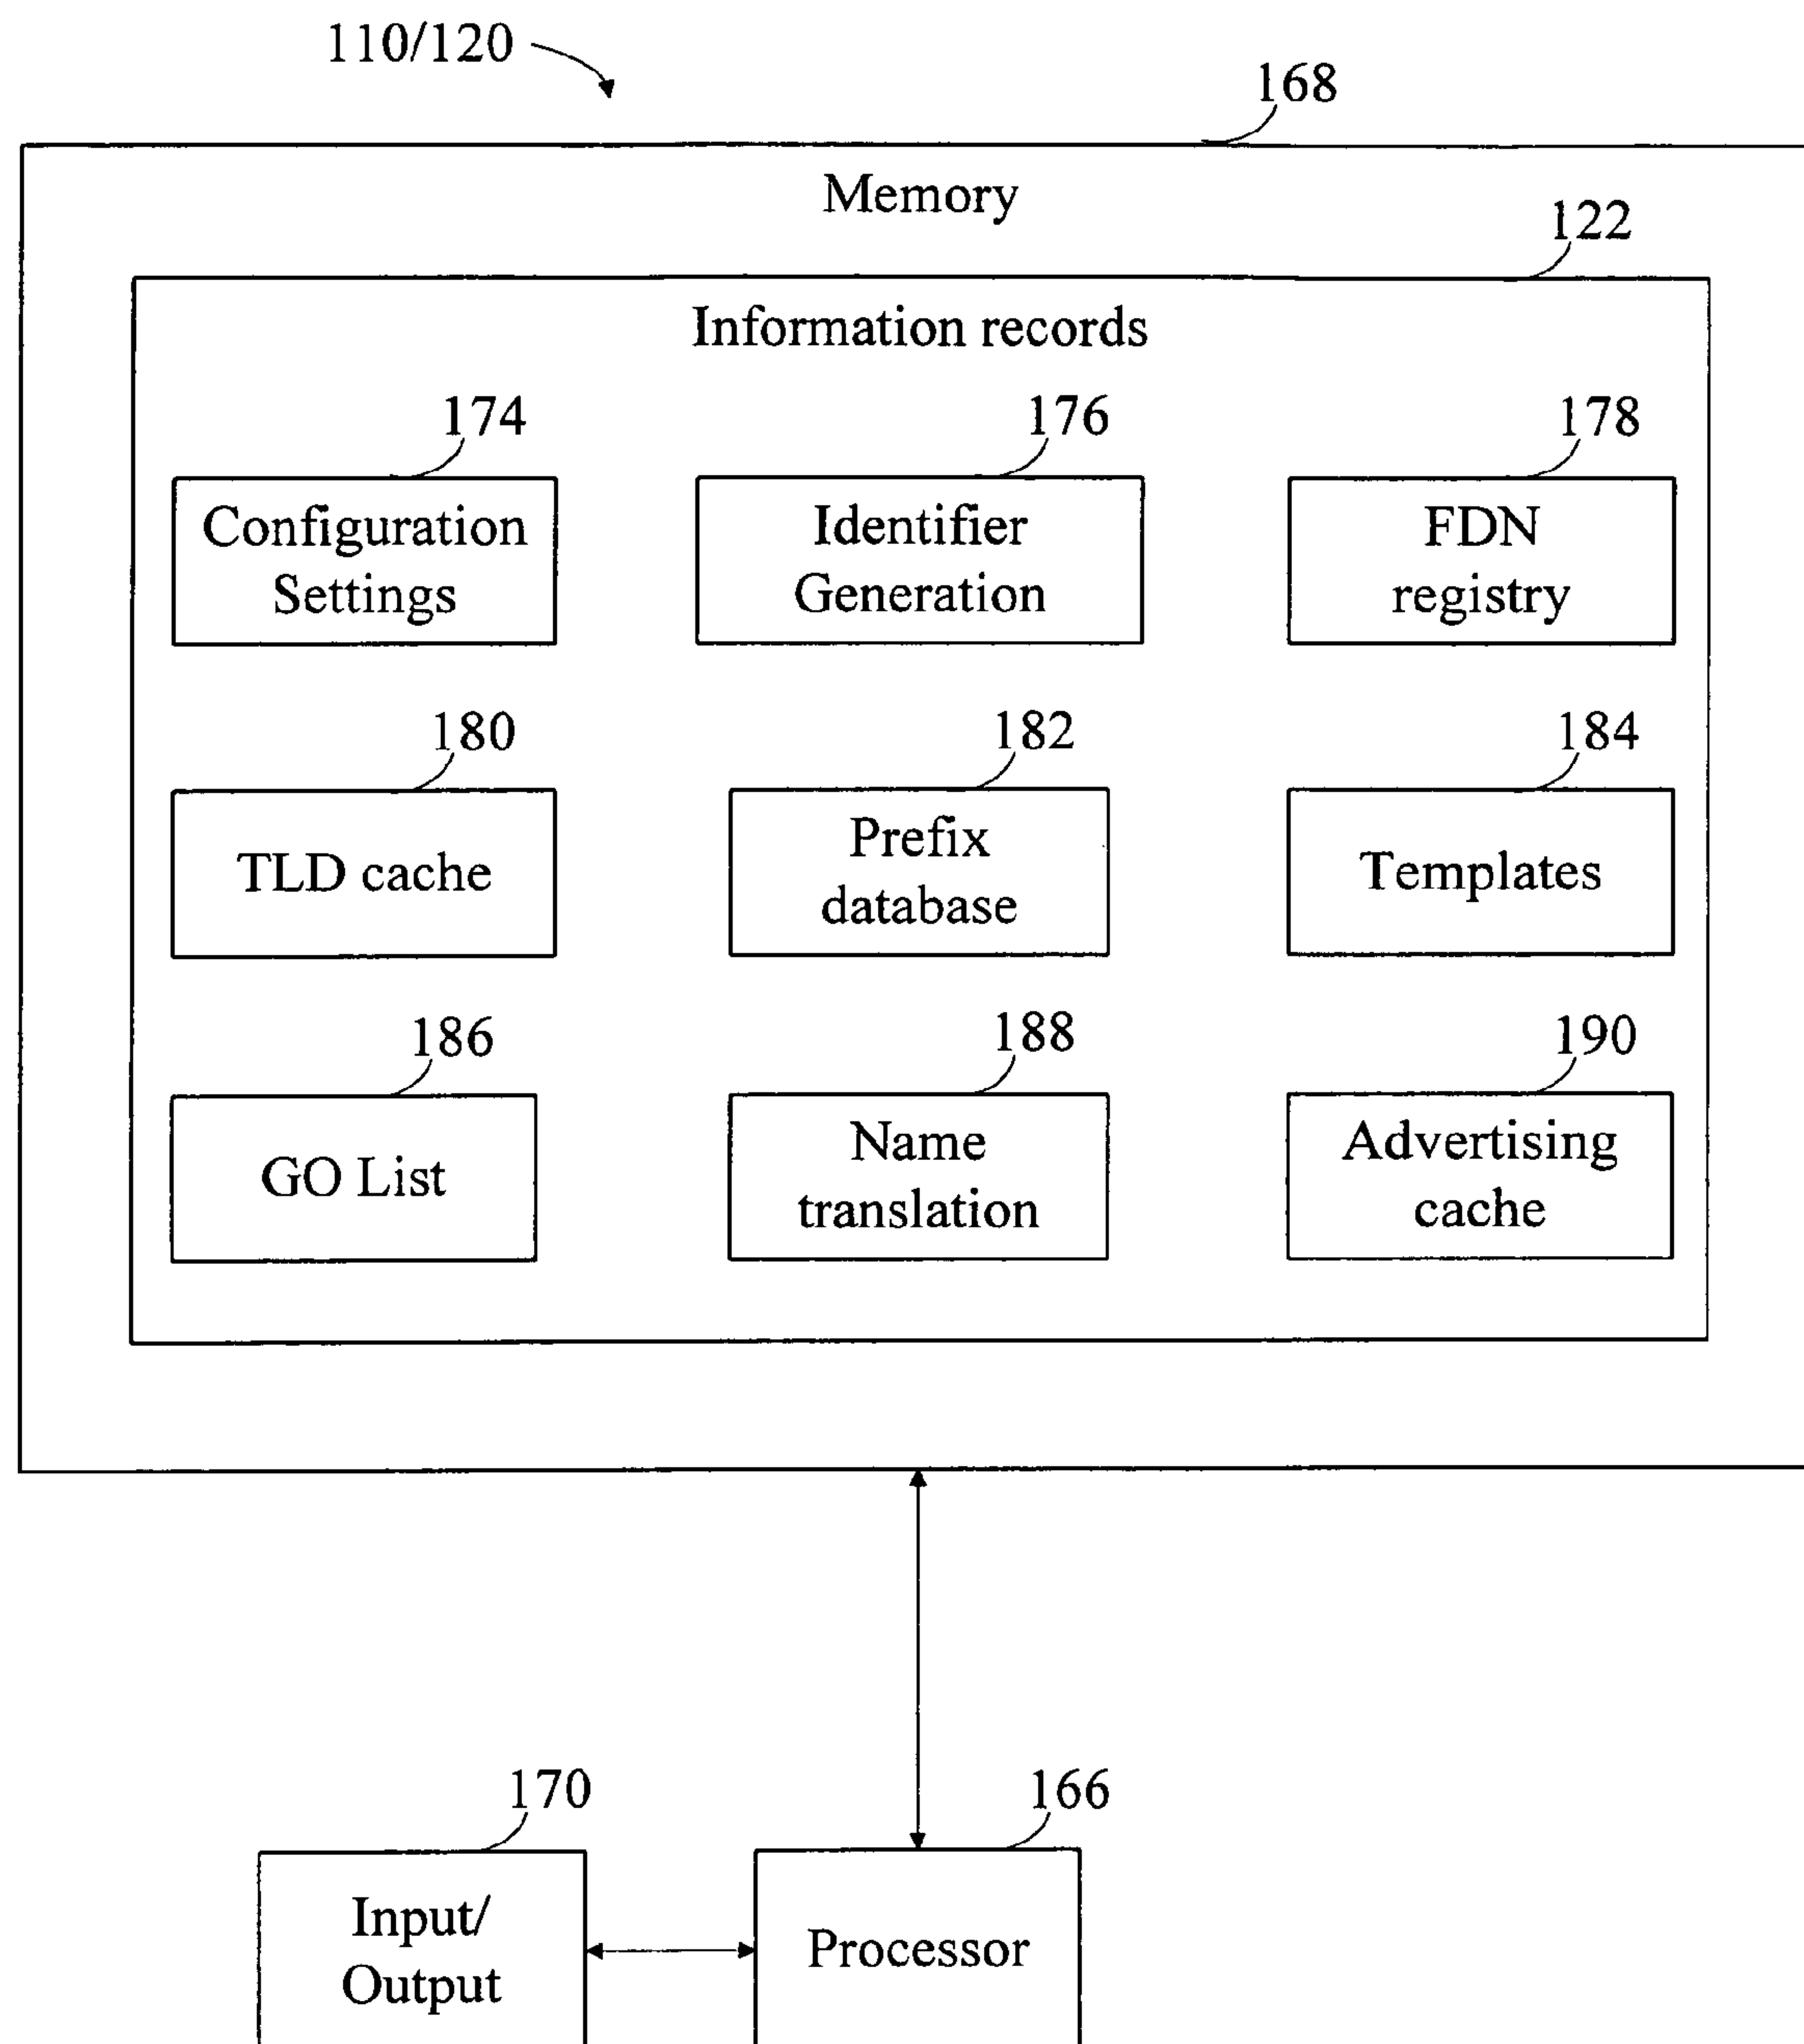 110/120
168
Memory
122
Information records
174
176
178
Configuration
Settings
Identifier
Generation
FDN
registry
180
182
184
TLD cache
Prefix
database
Templates
186
188
190
GO List
Name
translation
Advertising
cache
170
166
Input/
Output
Processor